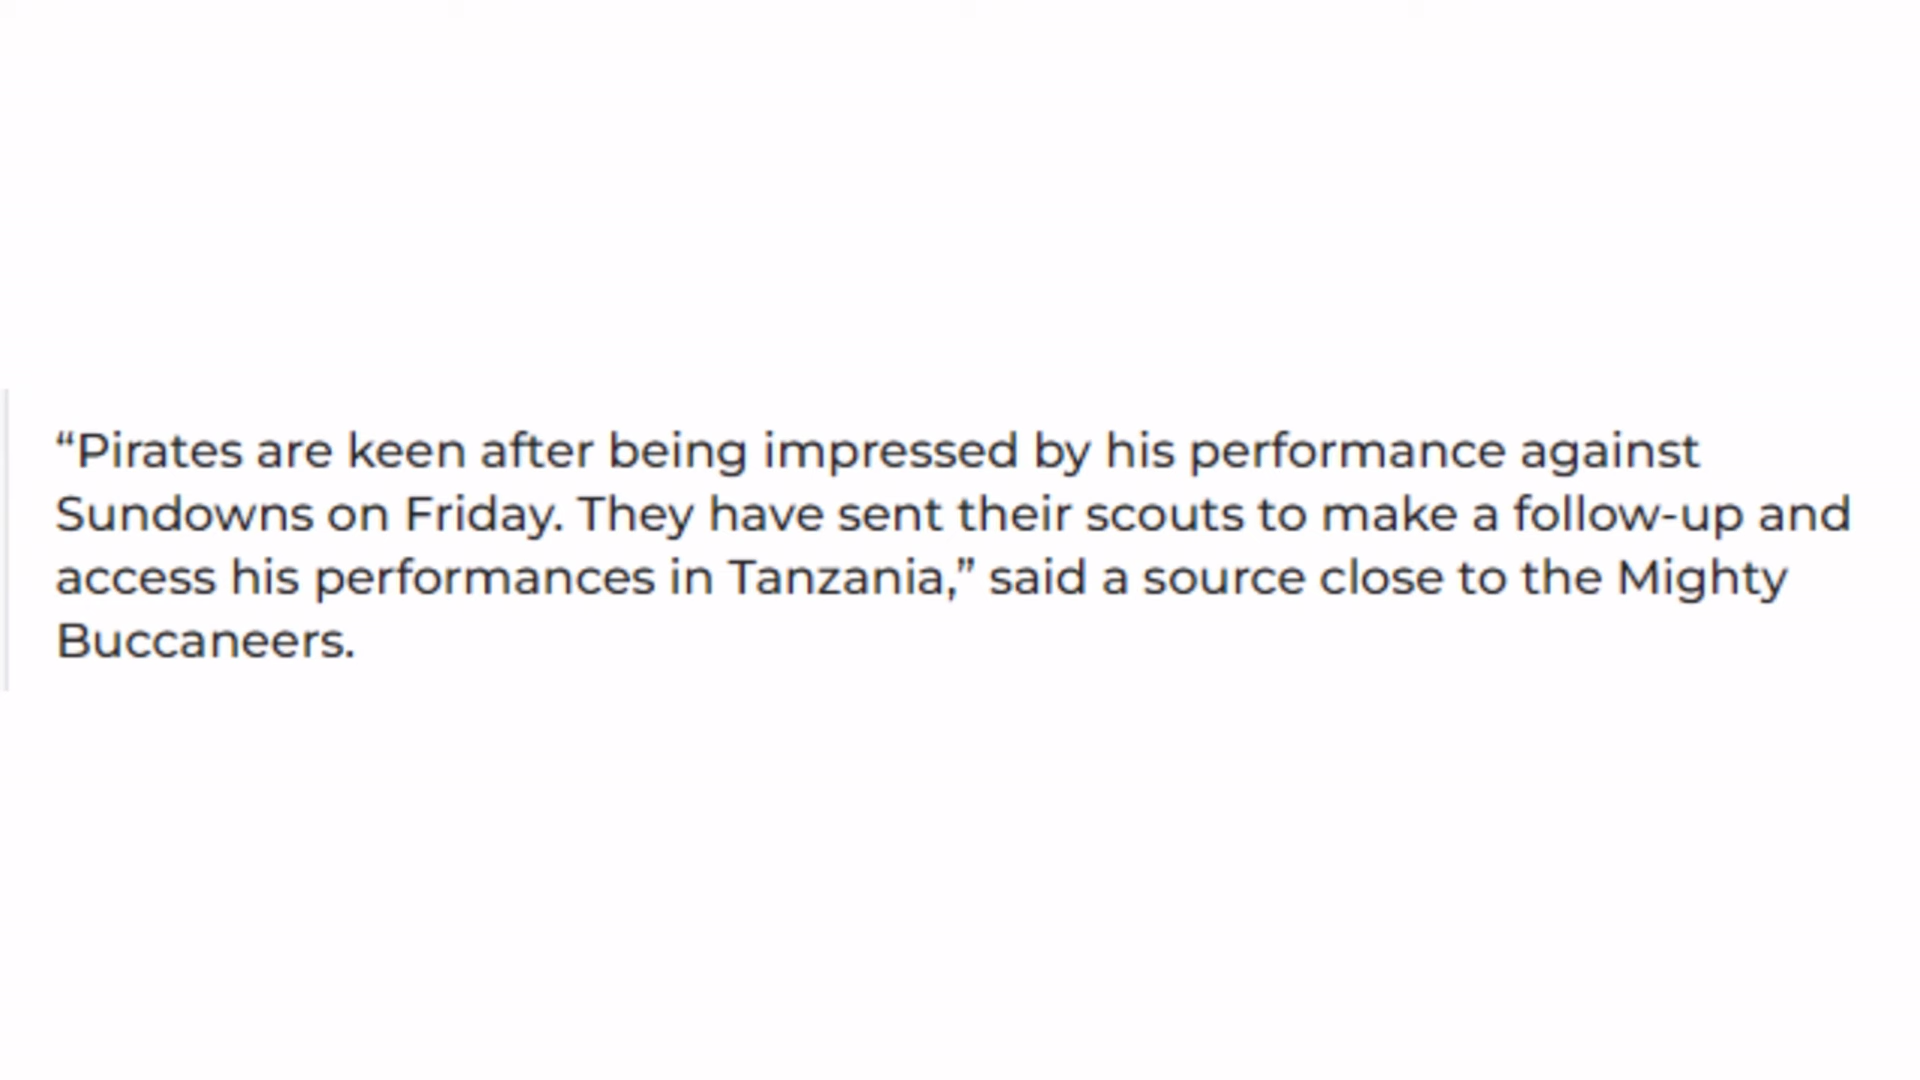 “Pirates are keen after being impressed by his performance against
Sundowns on Friday. They have sent their scouts to make a follow-up and
access his performances in Tanzania,” said a source close to the Mighty
Buccaneers.